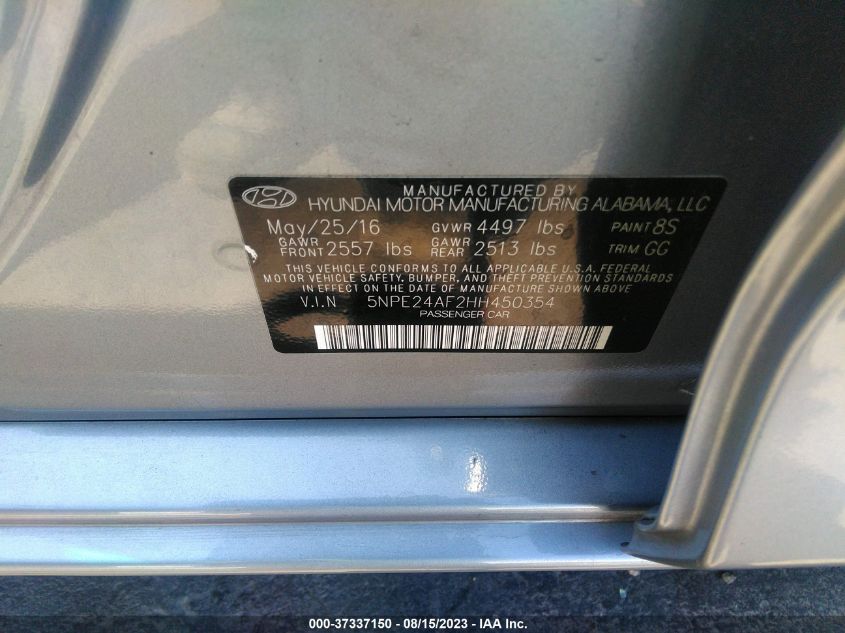 MANUFACTURED BY
HYUNDAI MOTOR MANUFACTURING ALABAMA, LLC
May/25/16 GVWR 4497 lbs PAINT 8S
GAWR FRONT 2557 lbs GAWR REAR 2513 lbs TRIM GG
THIS VEHICLE CONFORMS TO ALL APPLICABLE U.S.A. FEDERAL
MOTOR VEHICLE SAFETY, BUMPER, AND THEFT PREVENTION STANDARDS
IN EFFECT ON THE DATE OF MANUFACTURE SHOWN ABOVE
V.I.N 5NPE24AF2HH450354
PASSENGER CAR
000-37337150 - 08/15/2023 - IAA Inc.